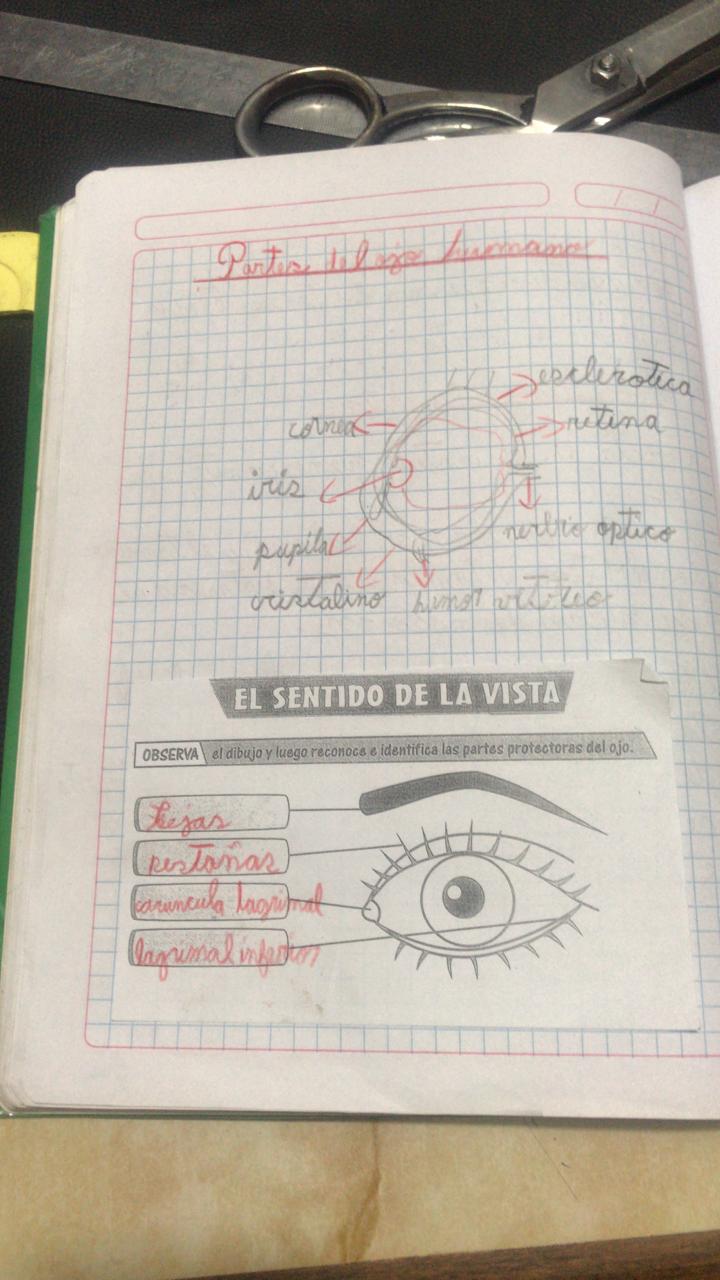 Partes del ojo humano
esclerotica
cornea
retina
iris
nervio optico
pupila
cristalino
humor vitreo
EL SENTIDO DE LA VISTA
OBSERVA el dibujo y luego reconoce e identifica las partes protectoras del ojo.
Cejas
pestañas
caruncula lagrimal
lagrimal inferior